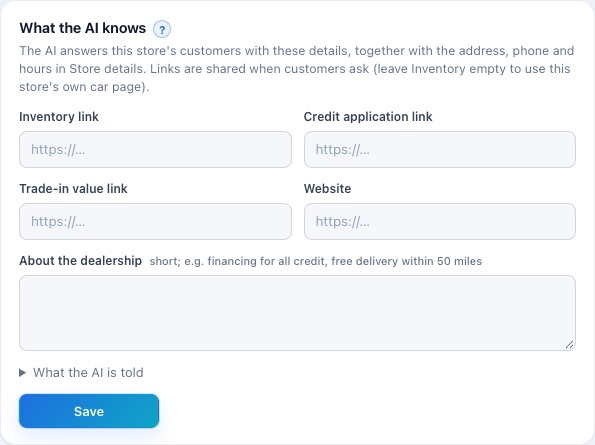 What the AI knows ?
The AI answers this store's customers with these details, together with the address, phone and
hours in Store details. Links are shared when customers ask (leave Inventory empty to use this
store's own car page).
Inventory link
Credit application link
https://...
https://...
Trade-in value link
Website
https://...
https://...
About the dealership short; e.g. financing for all credit, free delivery within 50 miles
What the AI is told
Save